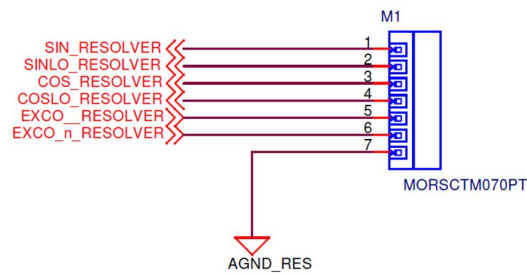 M1
SIN_RESOLVER 1
SINLO_RESOLVER 2
COS_RESOLVER 3
COSLO_RESOLVER 4
EXCO__RESOLVER 5
EXCO_n_RESOLVER 6
7
MORSCTM070PT
AGND_RES